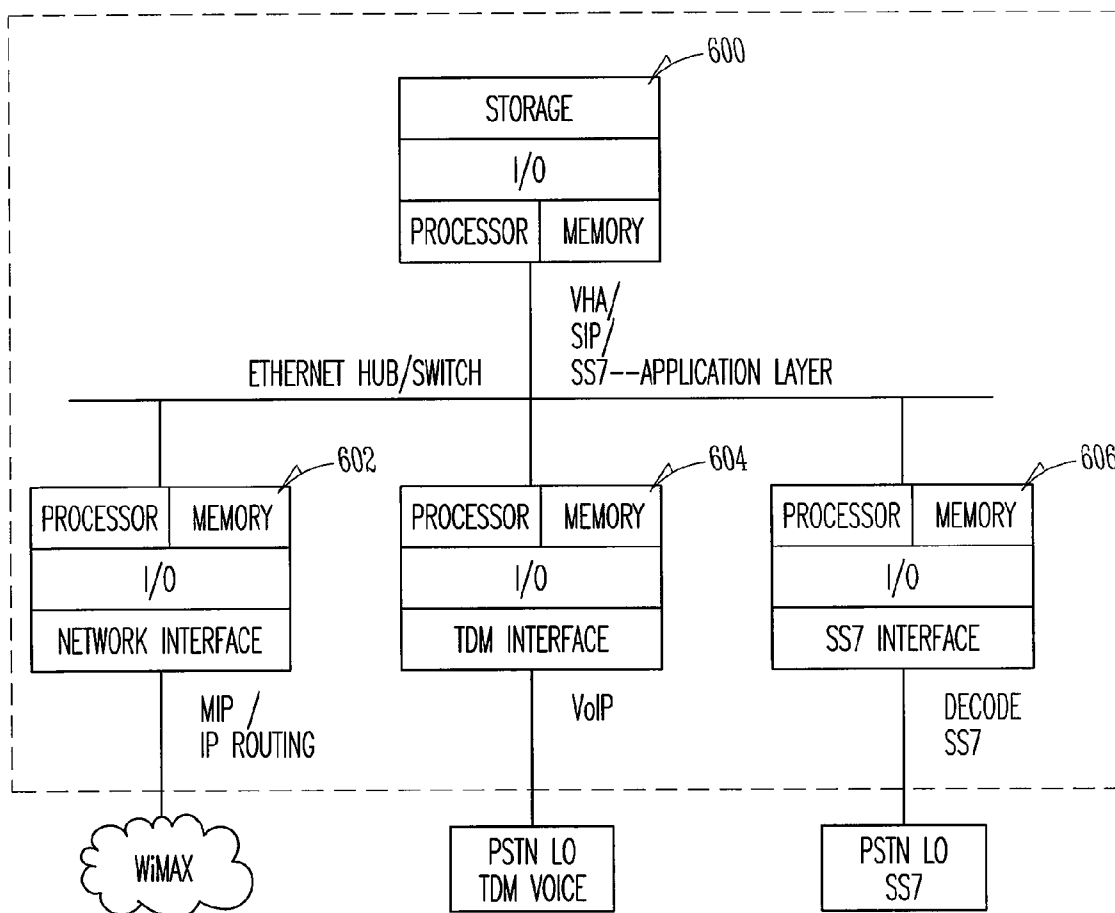 600
STORAGE
I/O
PROCESSOR MEMORY
VHA/
SIP/
SS7--APPLICATION LAYER
ETHERNET HUB/SWITCH
602
604
606
PROCESSOR MEMORY
I/O
NETWORK INTERFACE
PROCESSOR MEMORY
I/O
TDM INTERFACE
PROCESSOR MEMORY
I/O
SS7 INTERFACE
MIP /
IP ROUTING
VoIP
DECODE
SS7
WiMAX
PSTN LO
TDM VOICE
PSTN LO
SS7